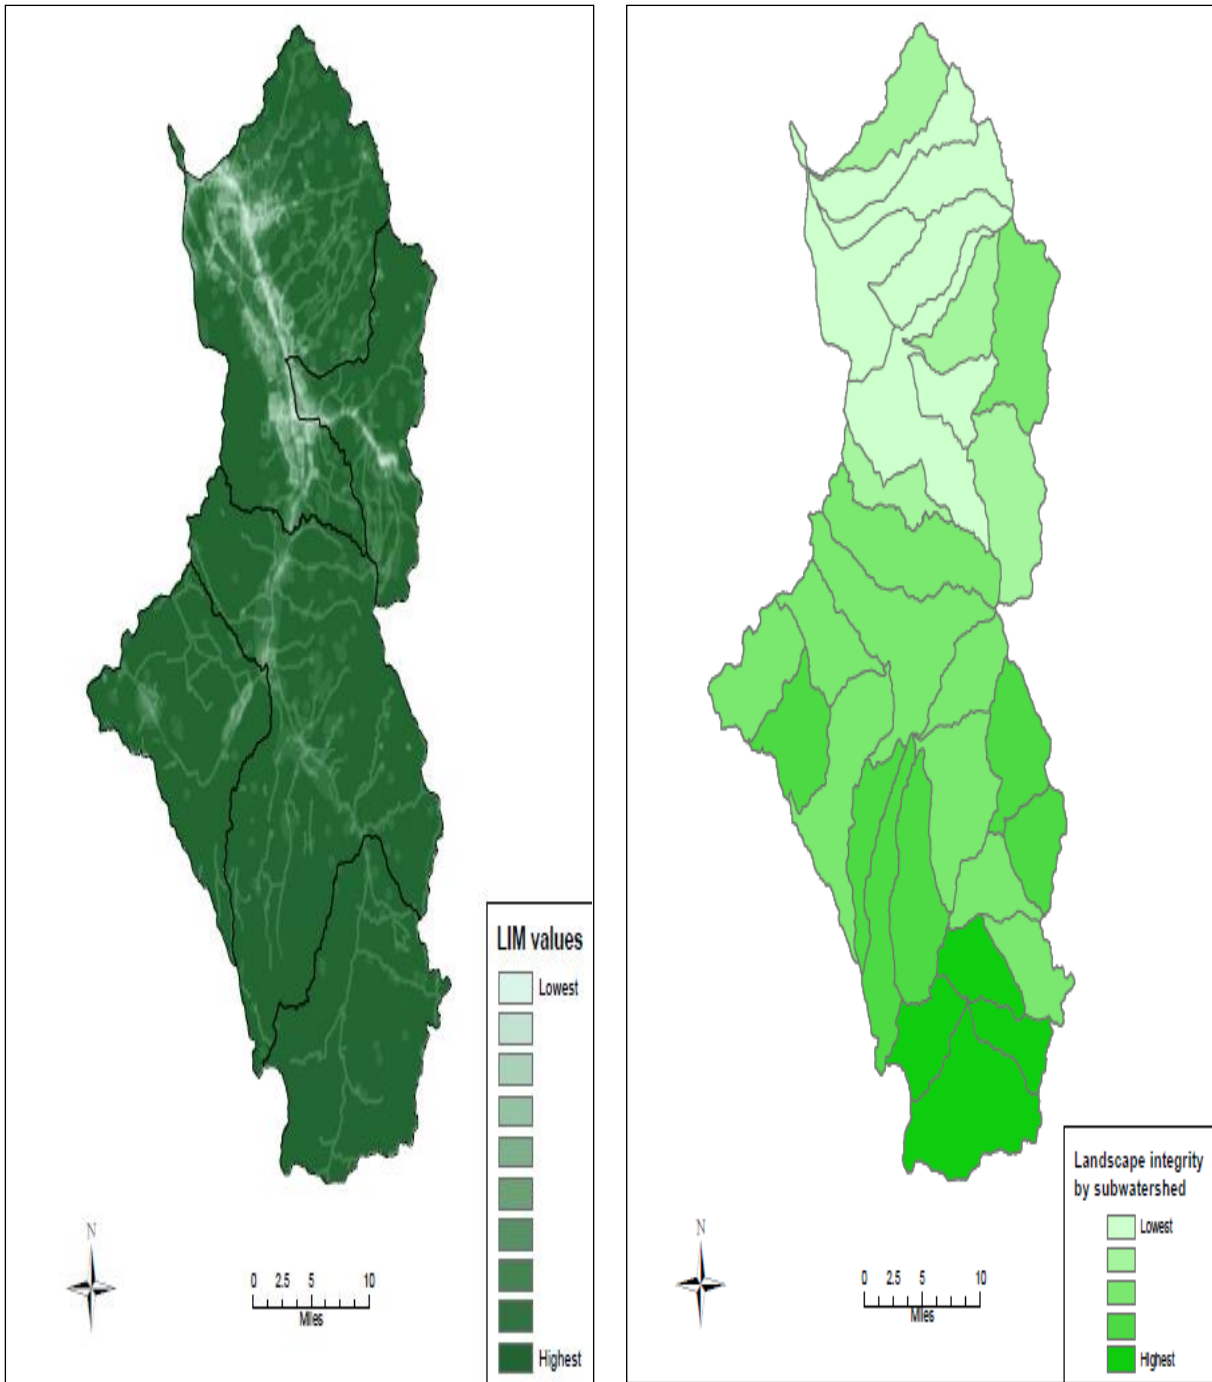 LIM values
Lowest
Highest
N
0 2.5 5 10
Miles
Landscape integrity
by subwatershed
Lowest
Highest
N
0 2.5 5 10
Miles